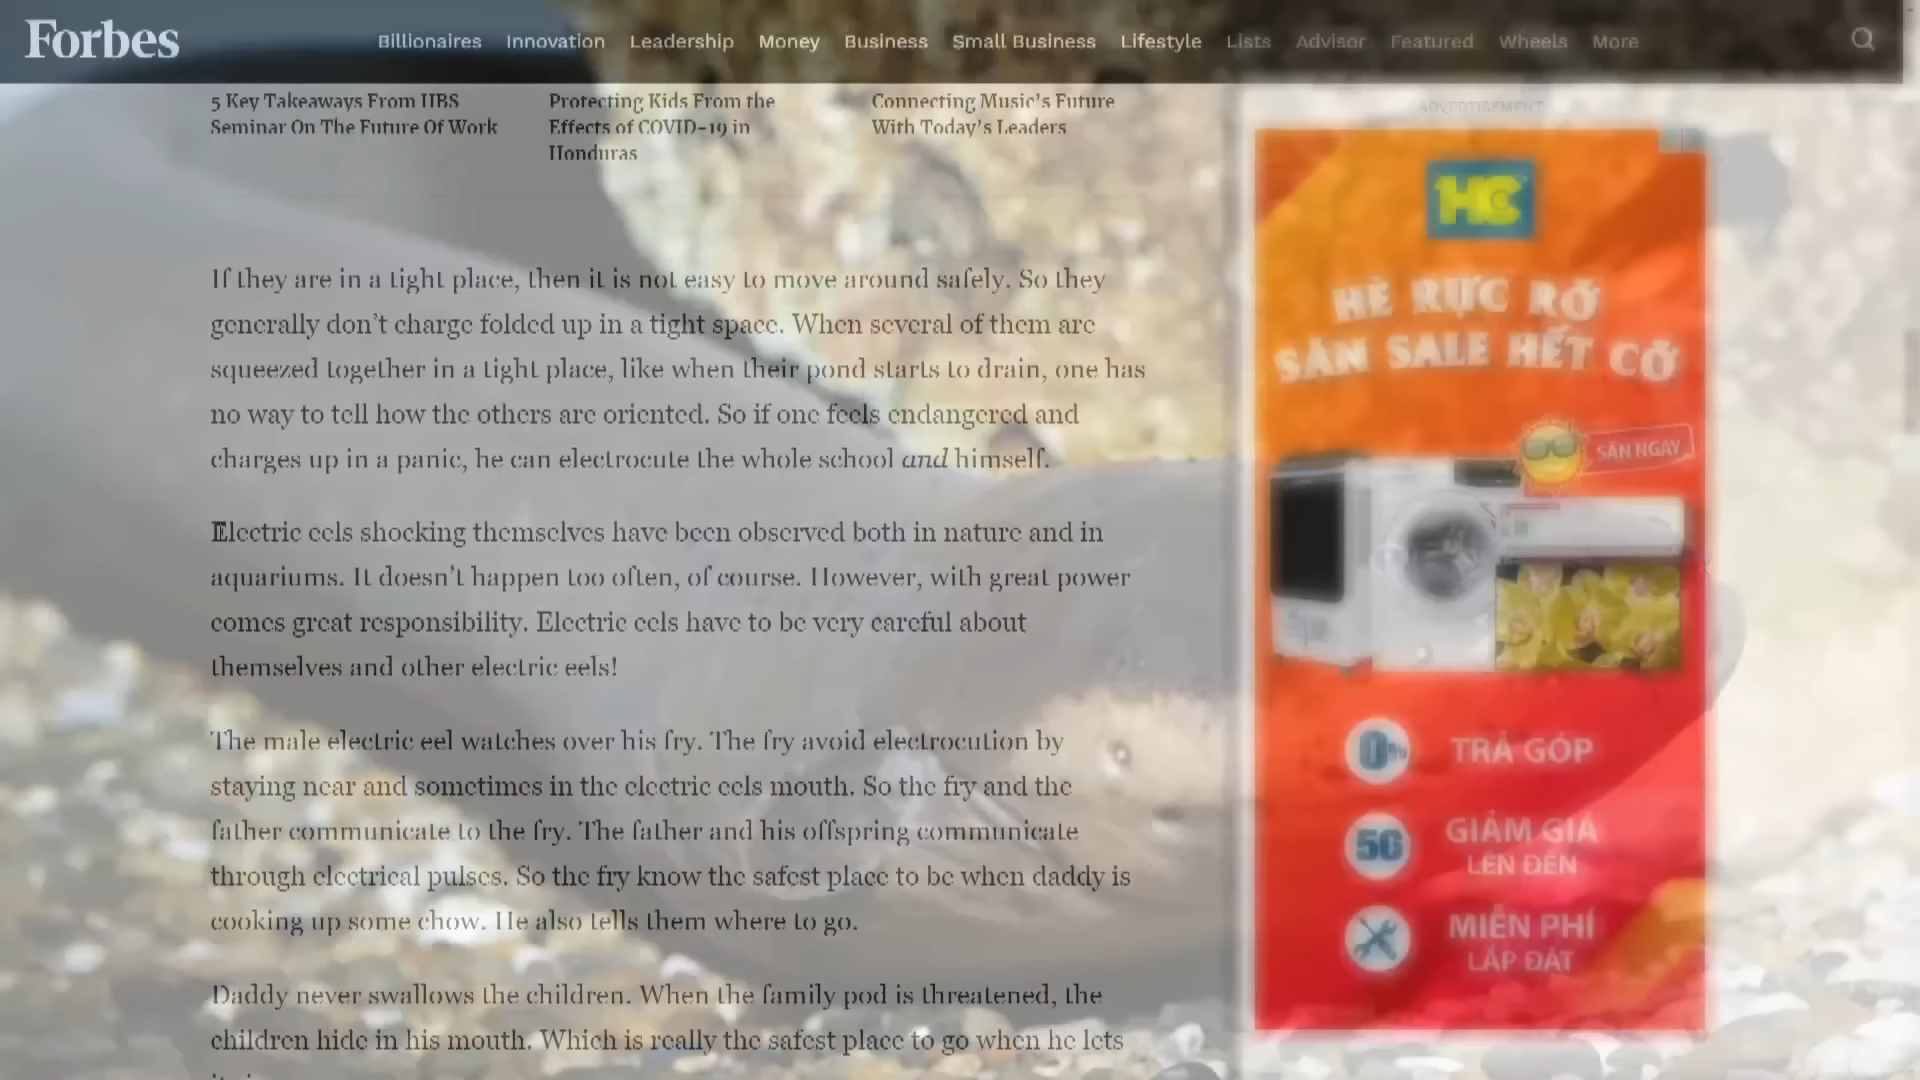 Forbes
Billionaires Innovation Leadership Money Business Small Business Lifestyle Lists Advisor Featured Wheels More
5 Key Takeaways From IIBS
Seminar On The Future Of Work
Protecting Kids From the
Effects of COVID-19 in
Honduras
Connecting Music's Future
With Today's Leaders
If they are in a tight place, then it is not easy to move around safely. So they
generally don't charge folded up in a tight space. When several of them are
squeezed together in a tight place, like when their pond starts to drain, one has
no way to tell how the others are oriented. So if one feels endangered and
charges up in a panic, he can electrocute the whole school and himself.
Electric eels shocking themselves have been observed both in nature and in
aquariums. It doesn't happen too often, of course. However, with great power
comes great responsibility. Electric eels have to be very careful about
themselves and other electric eels!
The male electric eel watches over his fry. The fry avoid electrocution by
staying near and sometimes in the electric eels mouth. So the fry and the
father communicate to the fry. The father and his offspring communicate
through electrical pulses. So the fry know the safest place to be when daddy is
cooking up some chow. He also tells them where to go.
Daddy never swallows the children. When the family pod is threatened, the
children hide in his mouth. Which is really the safest place to go when he lets
ADVERTISEMENT
HC
HÈ RỰC RỠ
SĂN SALE HẾT CỠ
SĂN NGAY
0%
TRẢ GÓP
50
GIẢM GIÁ
LÊN ĐẾN
MIỄN PHÍ
LẮP ĐẶT